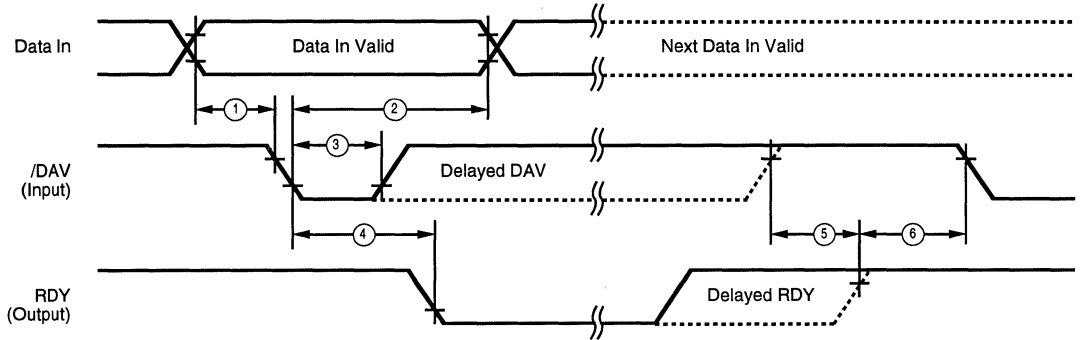 Data In
Data In Valid
Next Data In Valid
1
2
3
/DAV
(Input)
Delayed DAV
4
5
6
RDY
(Output)
Delayed RDY